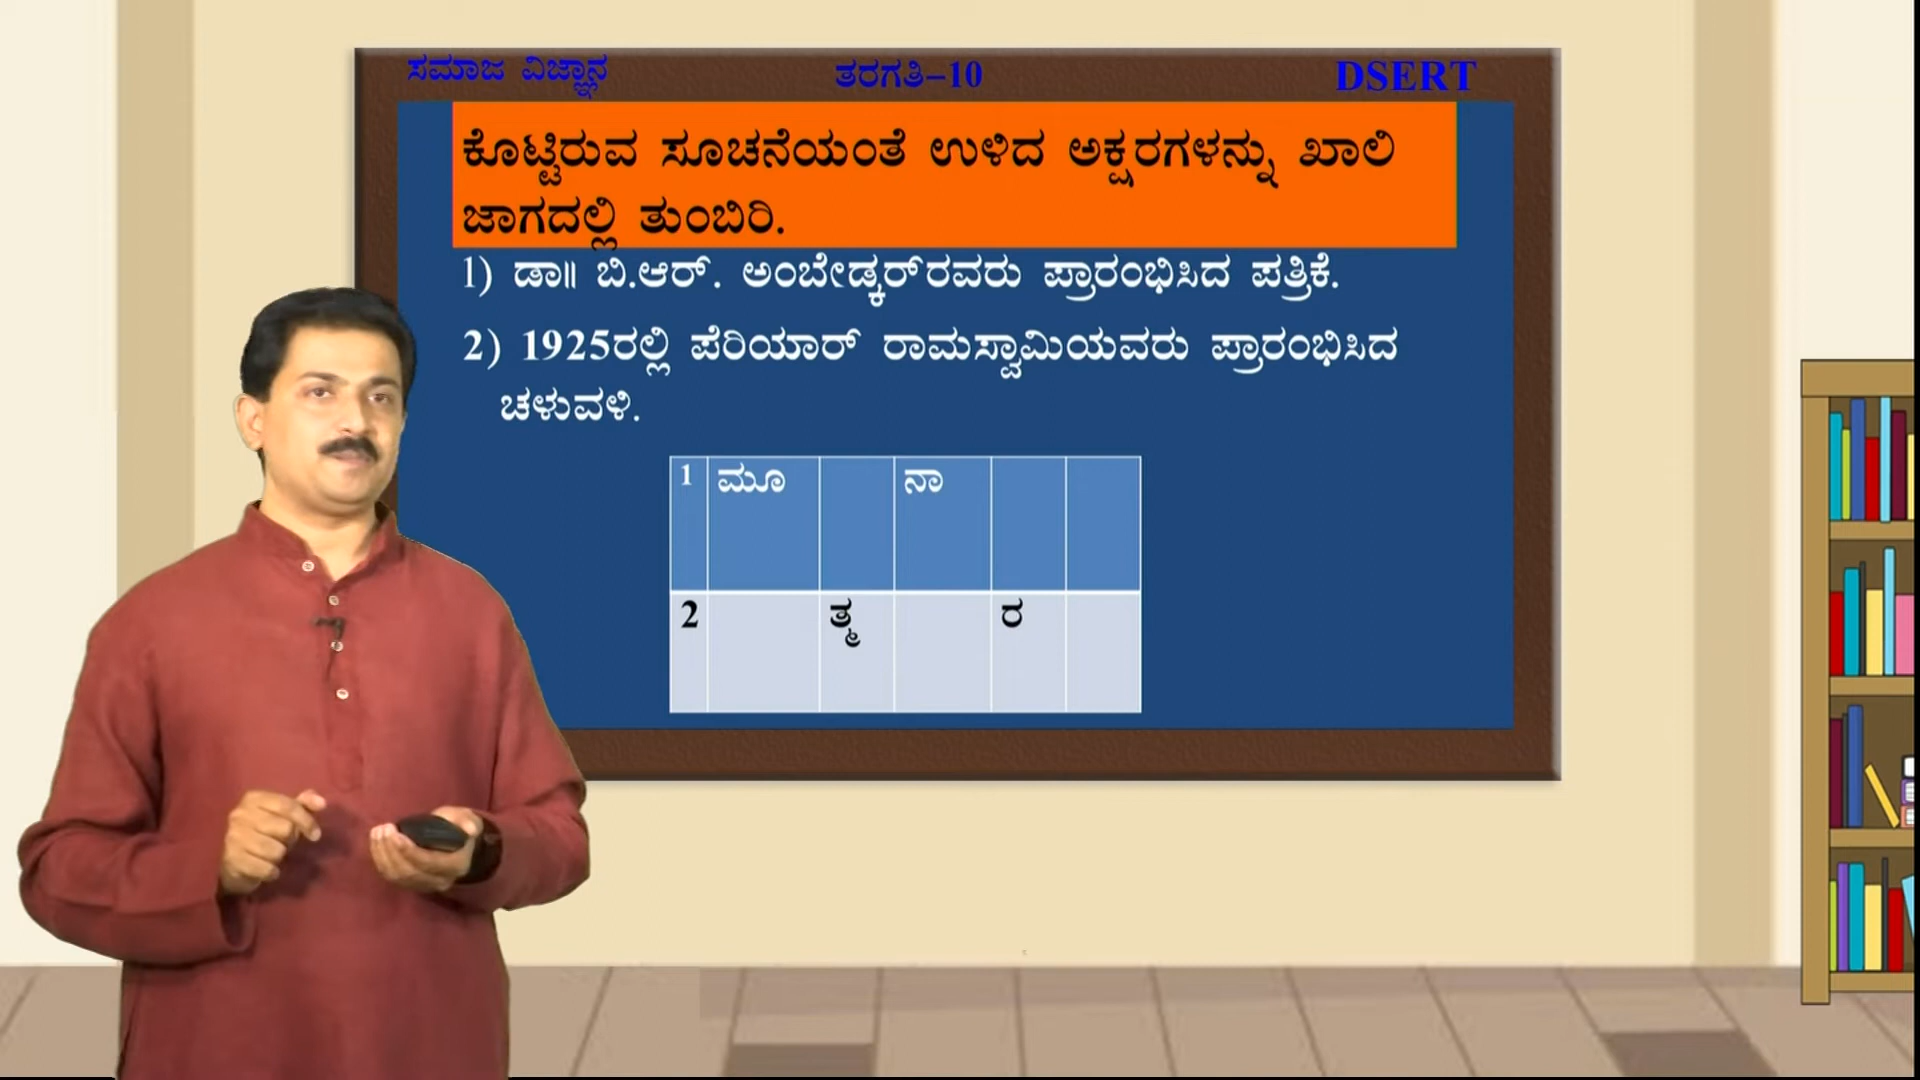 ಸಮಾಜ ವಿಜ್ಞಾನ ತರಗತಿ-10 DSERT
ಕೊಟ್ಟಿರುವ ಸೂಚನೆಯಂತೆ ಉಳಿದ ಅಕ್ಷರಗಳನ್ನು ಖಾಲಿ
ಜಾಗದಲ್ಲಿ ತುಂಬಿರಿ.
1) ಡಾ॥ ಬಿ.ಆರ್. ಅಂಬೇಡ್ಕರ್‌ರವರು ಪ್ರಾರಂಭಿಸಿದ ಪತ್ರಿಕೆ.
2) 1925ರಲ್ಲಿ ಪೆರಿಯಾರ್ ರಾಮಸ್ವಾಮಿಯವರು ಪ್ರಾರಂಭಿಸಿದ
ಚಳುವಳಿ.
1 ಮೂ ನಾ
2 ತ್ಮ ರ